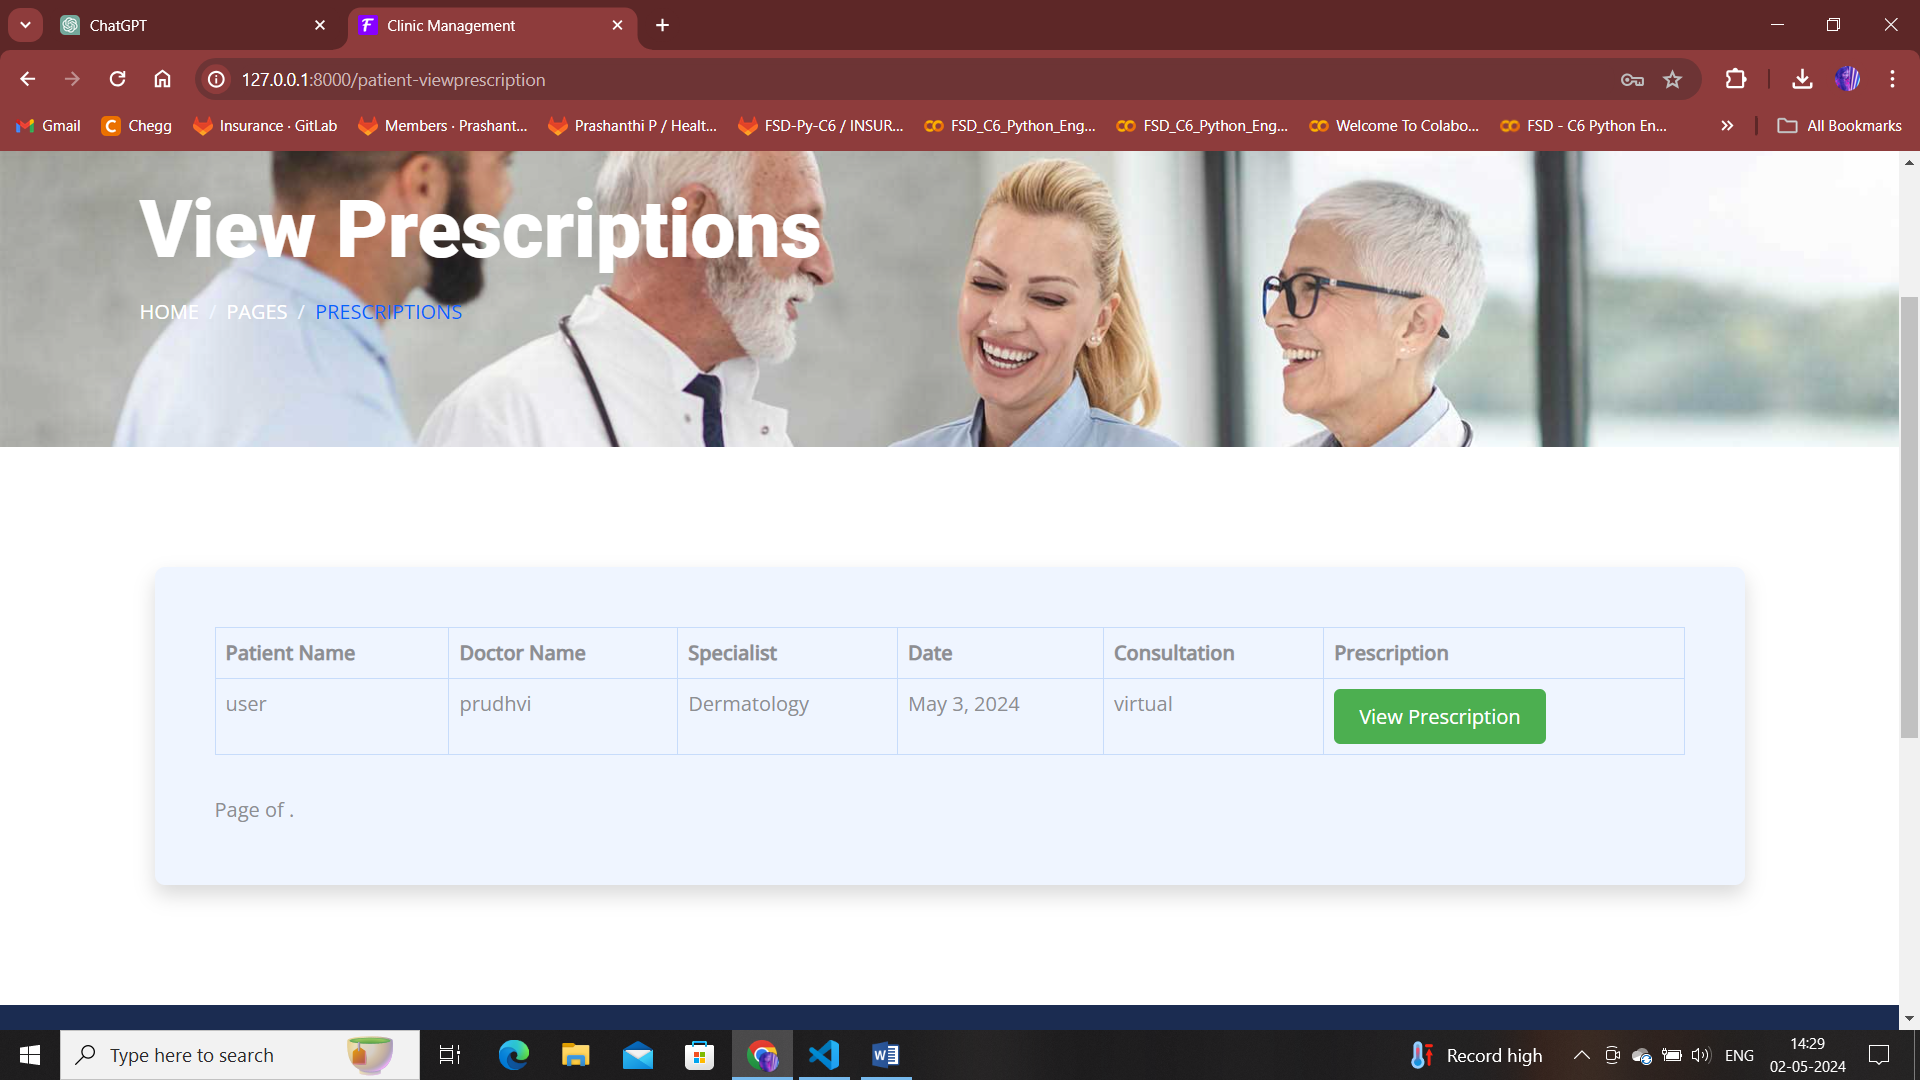 ChatGPT
Clinic Management
127.0.0.1:8000/patient-viewprescription
Gmail
Chegg
Insurance · GitLab
Members · Prashant...
Prashanthi P / Healt...
FSD-Py-C6 / INSUR...
FSD_C6_Python_Eng...
FSD_C6_Python_Eng...
Welcome To Colabo...
FSD - C6 Python En...
All Bookmarks
View Prescriptions
HOME / PAGES / PRESCRIPTIONS
Patient Name Doctor Name Specialist Date Consultation Prescription
user prudhvi Dermatology May 3, 2024 virtual View Prescription
Page of .
Type here to search
Record high
ENG
14:29
02-05-2024